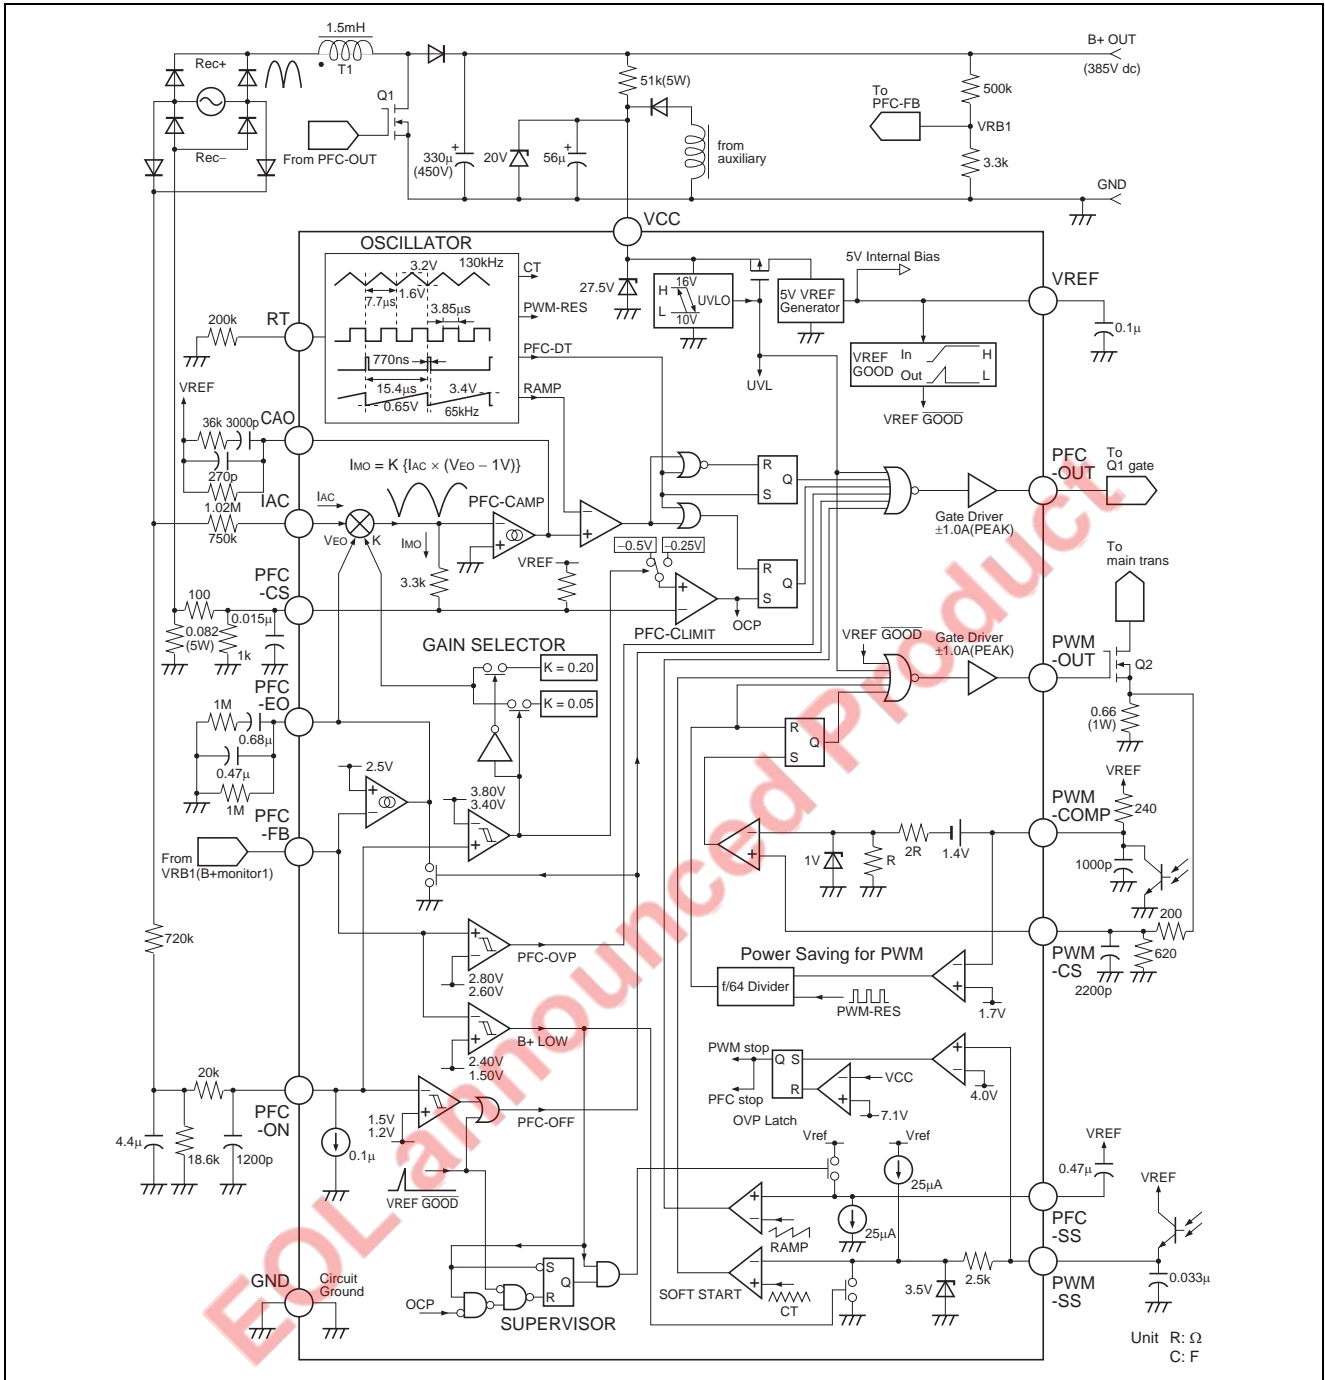 1.5mH
T1
Rec+
Rec−
Q1
From PFC-OUT
330μ
(450V)
20V
56μ
51k(5W)
from
auxiliary
To
PFC-FB
500k
VRB1
3.3k
B+ OUT
(385V dc)
GND
VCC
OSCILLATOR
3.2V
130kHz
1.6V
7.7μs
3.85μs
770ns
15.4μs
0.65V
3.4V
65kHz
CT
PWM-RES
PFC-DT
RAMP
27.5V
H
L
16V
10V
UVLO
UVL
5V VREF
Generator
5V Internal Bias
VREF
0.1μ
VREF
GOOD
In
Out
H
L
VREF GOOD
RT
200k
VREF
CAO
36k 3000p
270p
1.02M
IAC
750k
IMO = K {IAC × (VEO − 1V)}
IAC
VEO
K
IMO
3.3k
PFC-CAMP
VREF
−0.5V
−0.25V
PFC-CLIMIT
OCP
R
S
Q
R
S
Q
Gate Driver
±1.0A(PEAK)
PFC
-OUT
To
Q1 gate
To
main trans
PFC
-CS
100
0.015μ
0.082
(5W)
1k
GAIN SELECTOR
K = 0.20
K = 0.05
VREF GOOD
Gate Driver
±1.0A(PEAK)
PWM
-OUT
Q2
0.66
(1W)
PFC
-EO
1M
0.68μ
0.47μ
1M
2.5V
3.80V
3.40V
R
S
Q
VREF
240
PWM
-COMP
1V
R
2R
1.4V
1000p
PFC
-FB
From
VRB1(B+monitor1)
720k
PFC-OVP
2.80V
2.60V
B+ LOW
2.40V
1.50V
Power Saving for PWM
f/64 Divider
PWM-RES
1.7V
PWM
-CS
200
620
2200p
PWM stop
PFC stop
Q
S
R
VCC
7.1V
4.0V
OVP Latch
20k
PFC
-ON
4.4μ
18.6k
1200p
0.1μ
1.5V
1.2V
PFC-OFF
VREF GOOD
Vref
Vref
25μA
25μA
RAMP
VREF
0.47μ
PFC
-SS
VREF
SOFT START
CT
3.5V
2.5k
PWM
-SS
0.033μ
GND
Circuit
Ground
OCP
S
R
Q
SUPERVISOR
Unit R: Ω
C: F
EOL announced Product